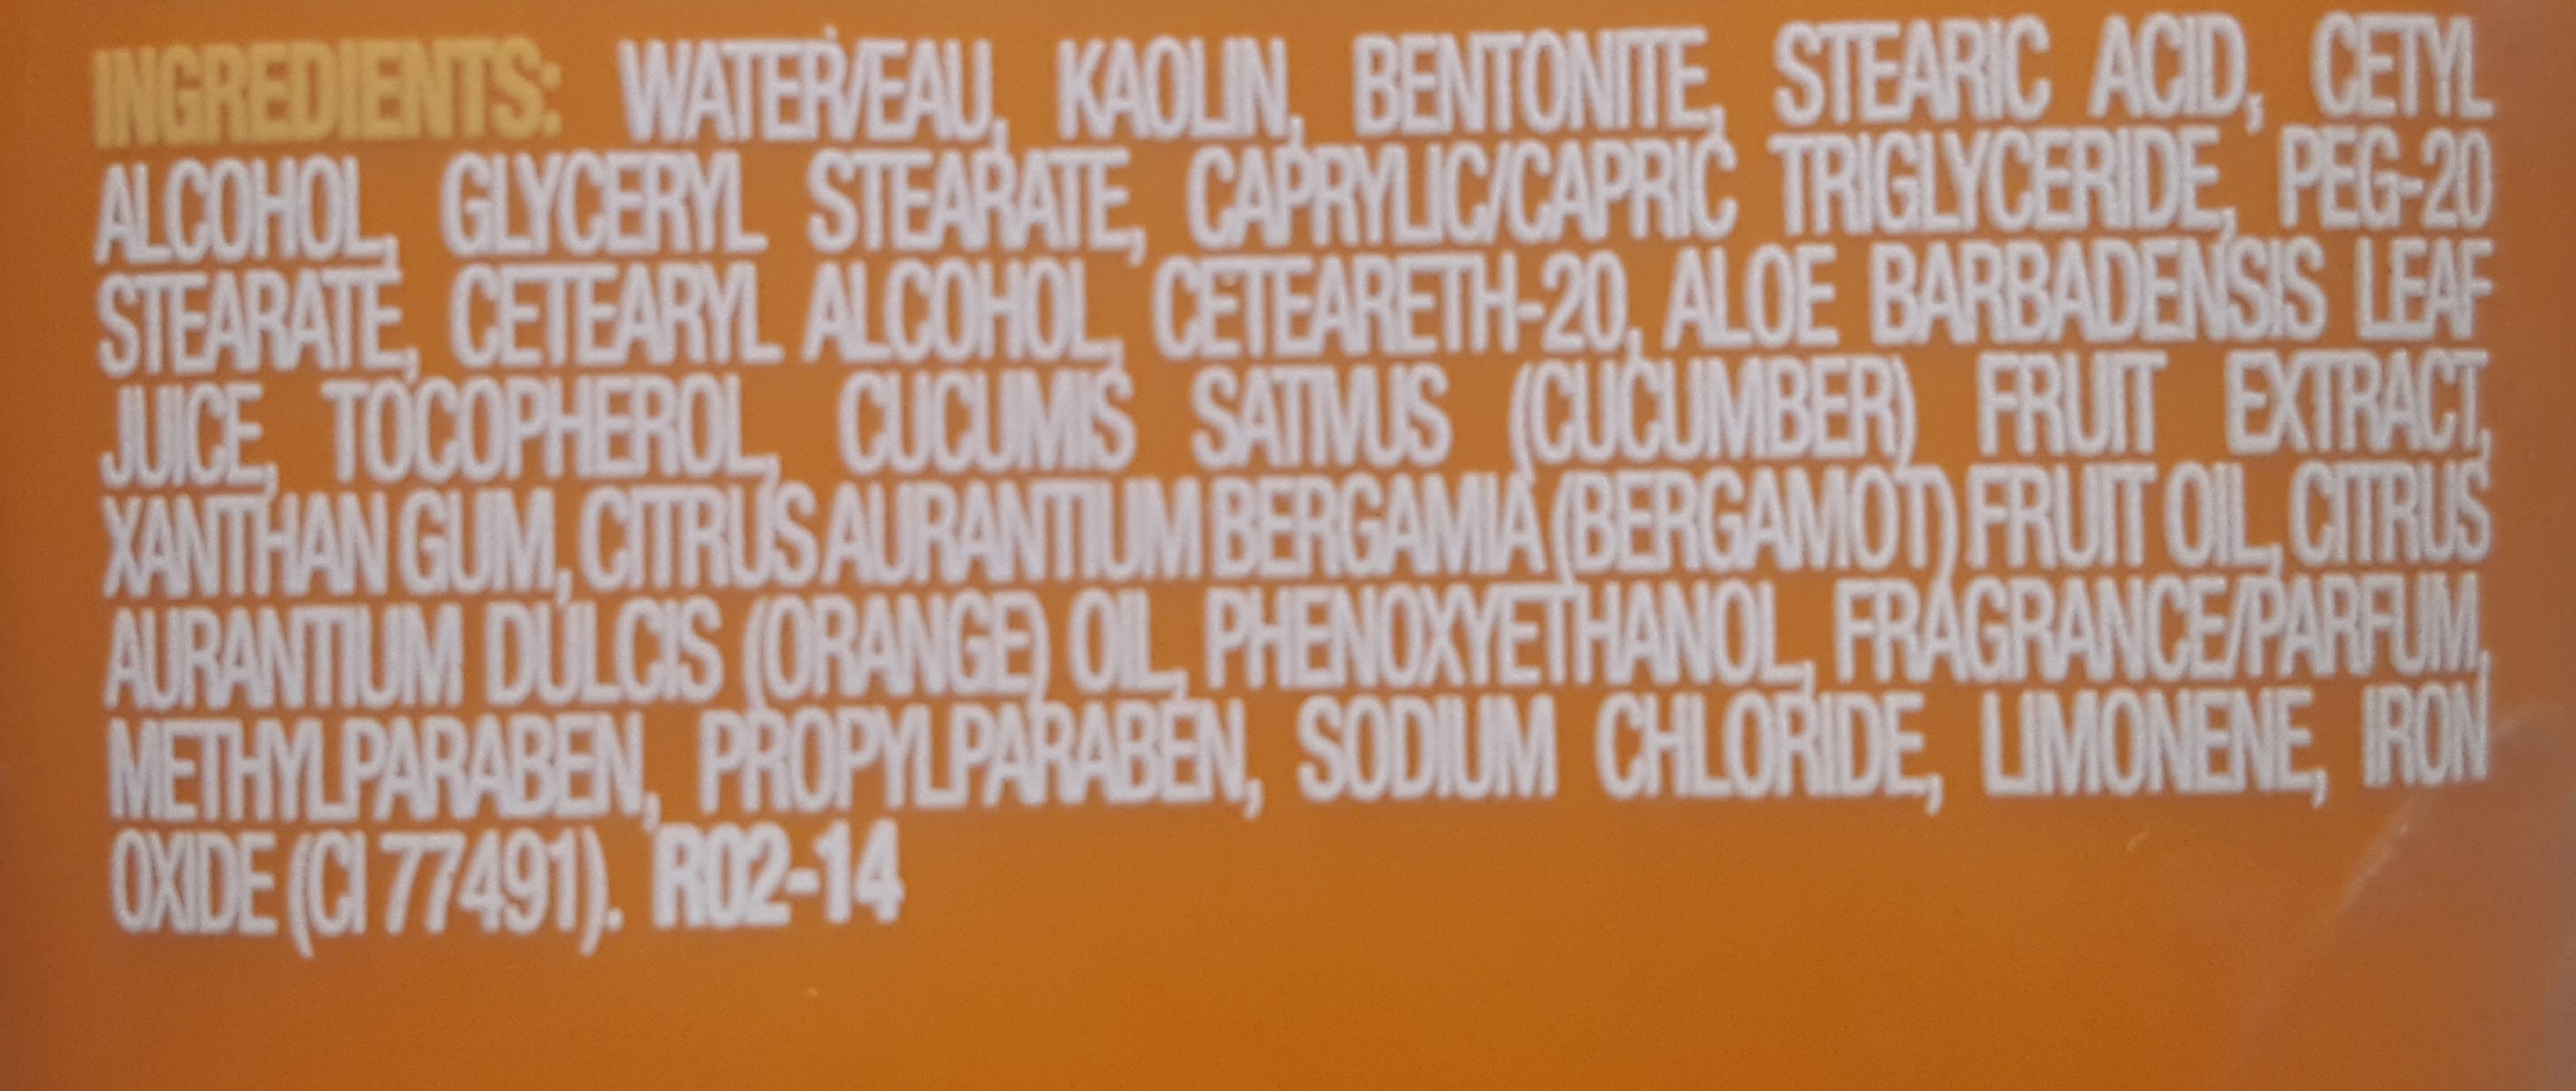 INGREDIENTS: WATER/EAU, KAOLIN, BENTONITE, STEARIC ACID, CETYL
ALCOHOL, GLYCERYL STEARATE, CAPRYLIC/CAPRIC TRIGLYCERIDE, PEG-20
STEARATE, CETEARYL ALCOHOL, CETEARETH-20, ALOE BARBADENSIS LEAF
JUICE, TOCOPHEROL, CUCUMIS SATIVUS (CUCUMBER) FRUIT EXTRACT,
XANTHAN GUM, CITRUS AURANTIUM BERGAMIA (BERGAMOT) FRUIT OIL, CITRUS
AURANTIUM DULCIS (ORANGE) OIL, PHENOXYETHANOL, FRAGRANCE/PARFUM,
METHYLPARABEN, PROPYLPARABEN, SODIUM CHLORIDE, LIMONENE, IRON
OXIDE (CI 77491). R02-14